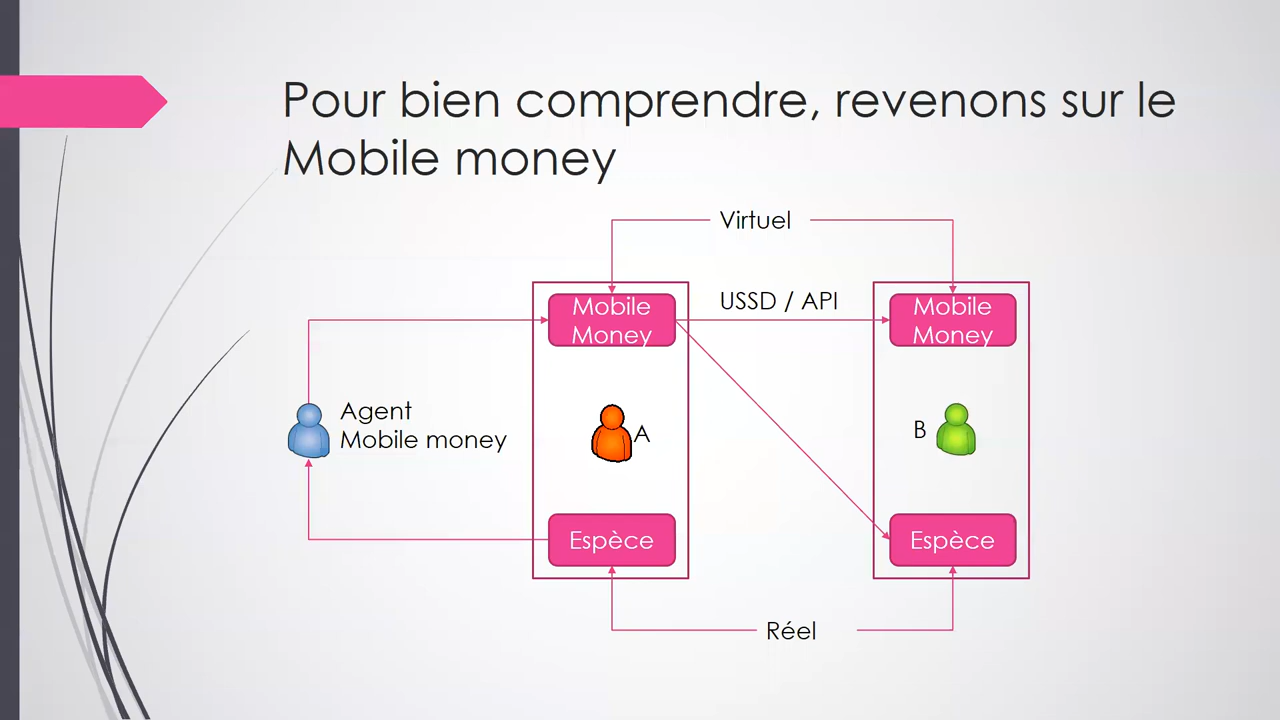 Pour bien comprendre, revenons sur le
Mobile money
Virtuel
Mobile
Money
USSD / API
Mobile
Money
Agent
Mobile money
A
B
Espèce
Espèce
Réel